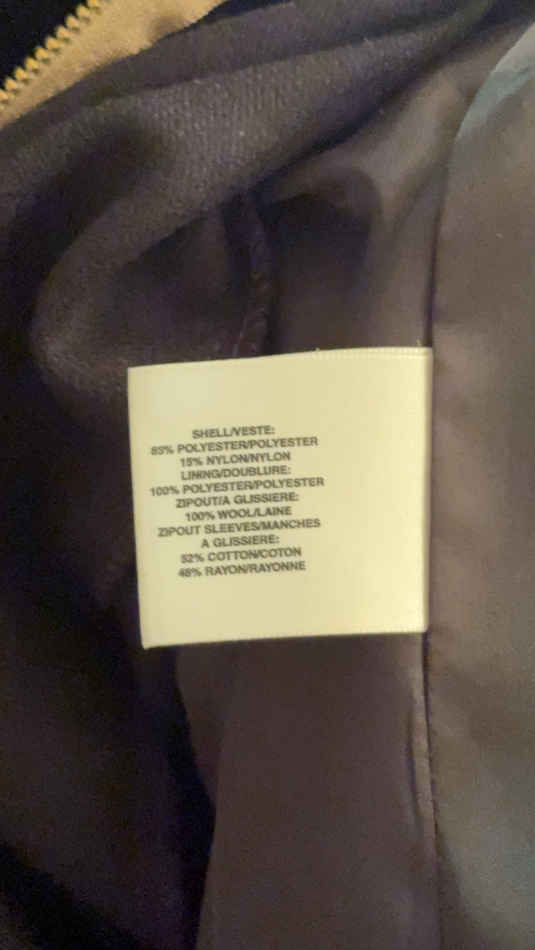 SHELL/VESTE:
85% POLYESTER/POLYESTER
15% NYLON/NYLON
LINING/DOUBLURE:
100% POLYESTER/POLYESTER
ZIPOUT/A GLISSIERE:
100% WOOL/LAINE
ZIPOUT SLEEVES/MANCHES
A GLISSIERE:
52% COTTON/COTON
48% RAYON/RAYONNE